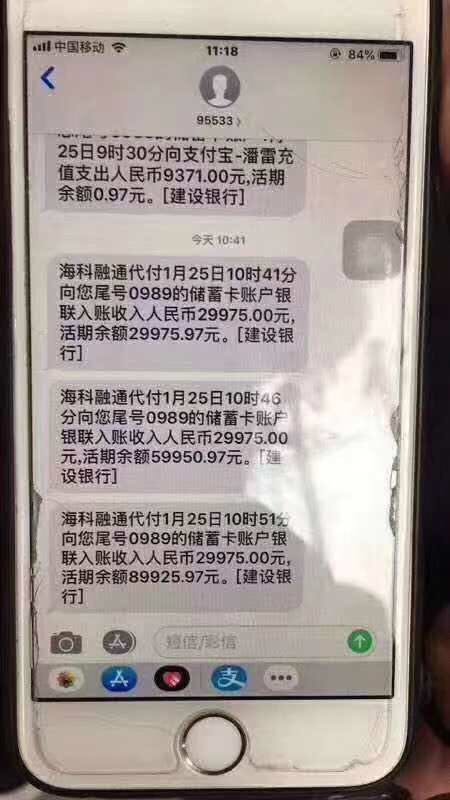 中国移动
11:18
84%
95533 >
25日9时30分向支付宝-潘雷充
值支出人民币9371.00元,活期
余额0.97元。[建设银行]
今天 10:41
海科融通代付1月25日10时41分
向您尾号0989的储蓄卡账户银
联入账收入人民币29975.00元,
活期余额29975.97元。[建设银
行]
海科融通代付1月25日10时46
分向您尾号0989的储蓄卡账户
银联入账收入人民币29975.00
元,活期余额59950.97元。[建
设银行]
海科融通代付1月25日10时51分
向您尾号0989的储蓄卡账户银
联入账收入人民币29975.00元,
活期余额89925.97元。[建设银
行]
短信/彩信
支